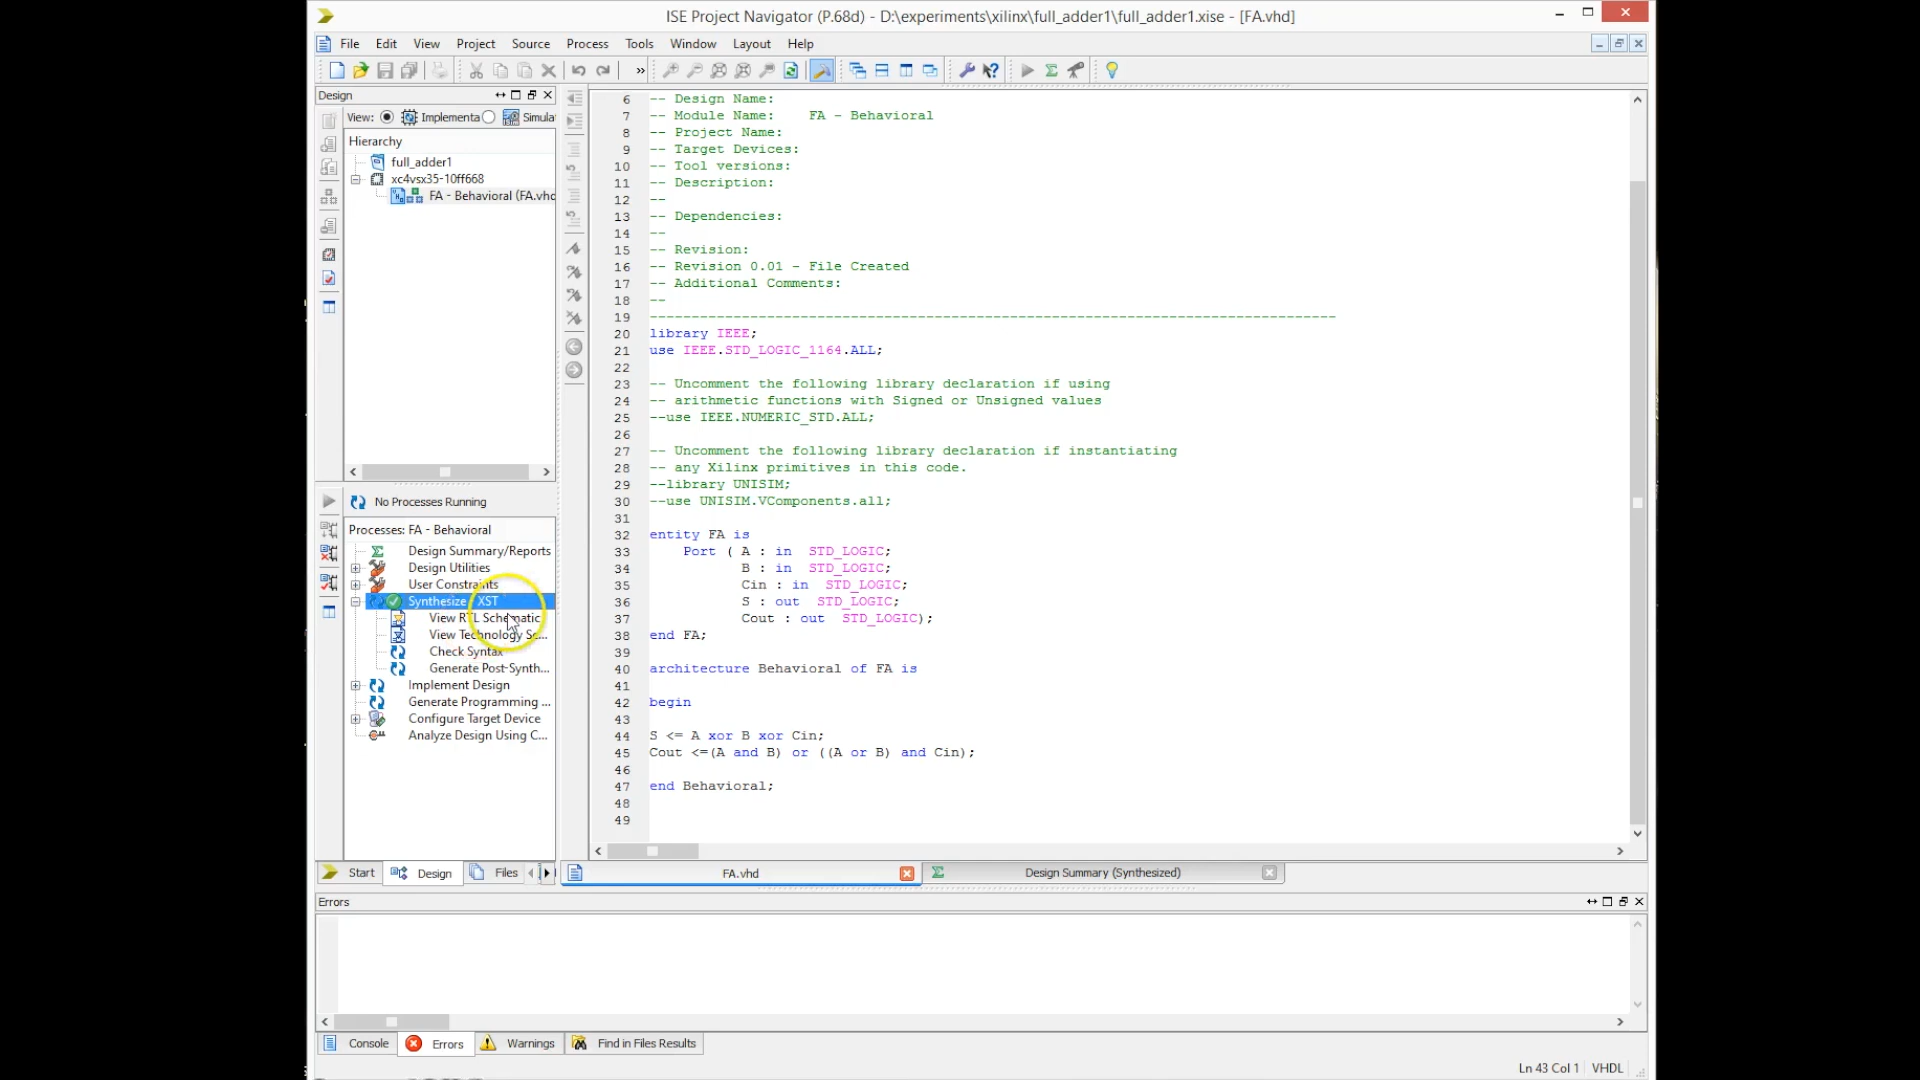 ISE Project Navigator (P.68d) - D:\experiments\xilinx\full_adder1\full_adder1.xise - [FA.vhd]
File Edit View Project Source Process Tools Window Layout Help
Design
View: Implementa Simula
Hierarchy
full_adder1
xc4vsx35-10ff668
FA - Behavioral (FA.vhd
No Processes Running
Processes: FA - Behavioral
Design Summary/Reports
Design Utilities
User Constraints
Synthesize - XST
View RTL Schematic
View Technology Sc...
Check Syntax
Generate Post-Synth...
Implement Design
Generate Programming ...
Configure Target Device
Analyze Design Using C...
Start Design Files
6 -- Design Name:
7 -- Module Name: FA - Behavioral
8 -- Project Name:
9 -- Target Devices:
10 -- Tool versions:
11 -- Description:
12 --
13 -- Dependencies:
14 --
15 -- Revision:
16 -- Revision 0.01 - File Created
17 -- Additional Comments:
18 --
19 ----------------------------------------------------------------------------------
20 library IEEE;
21 use IEEE.STD_LOGIC_1164.ALL;
22
23 -- Uncomment the following library declaration if using
24 -- arithmetic functions with Signed or Unsigned values
25 --use IEEE.NUMERIC_STD.ALL;
26
27 -- Uncomment the following library declaration if instantiating
28 -- any Xilinx primitives in this code.
29 --library UNISIM;
30 --use UNISIM.VComponents.all;
31
32 entity FA is
33 Port ( A : in STD_LOGIC;
34 B : in STD_LOGIC;
35 Cin : in STD_LOGIC;
36 S : out STD_LOGIC;
37 Cout : out STD_LOGIC);
38 end FA;
39
40 architecture Behavioral of FA is
41
42 begin
43
44 S <= A xor B xor Cin;
45 Cout <=(A and B) or ((A or B) and Cin);
46
47 end Behavioral;
48
49
FA.vhd Design Summary (Synthesized)
Errors
Console Errors Warnings Find in Files Results
Ln 43 Col 1 VHDL